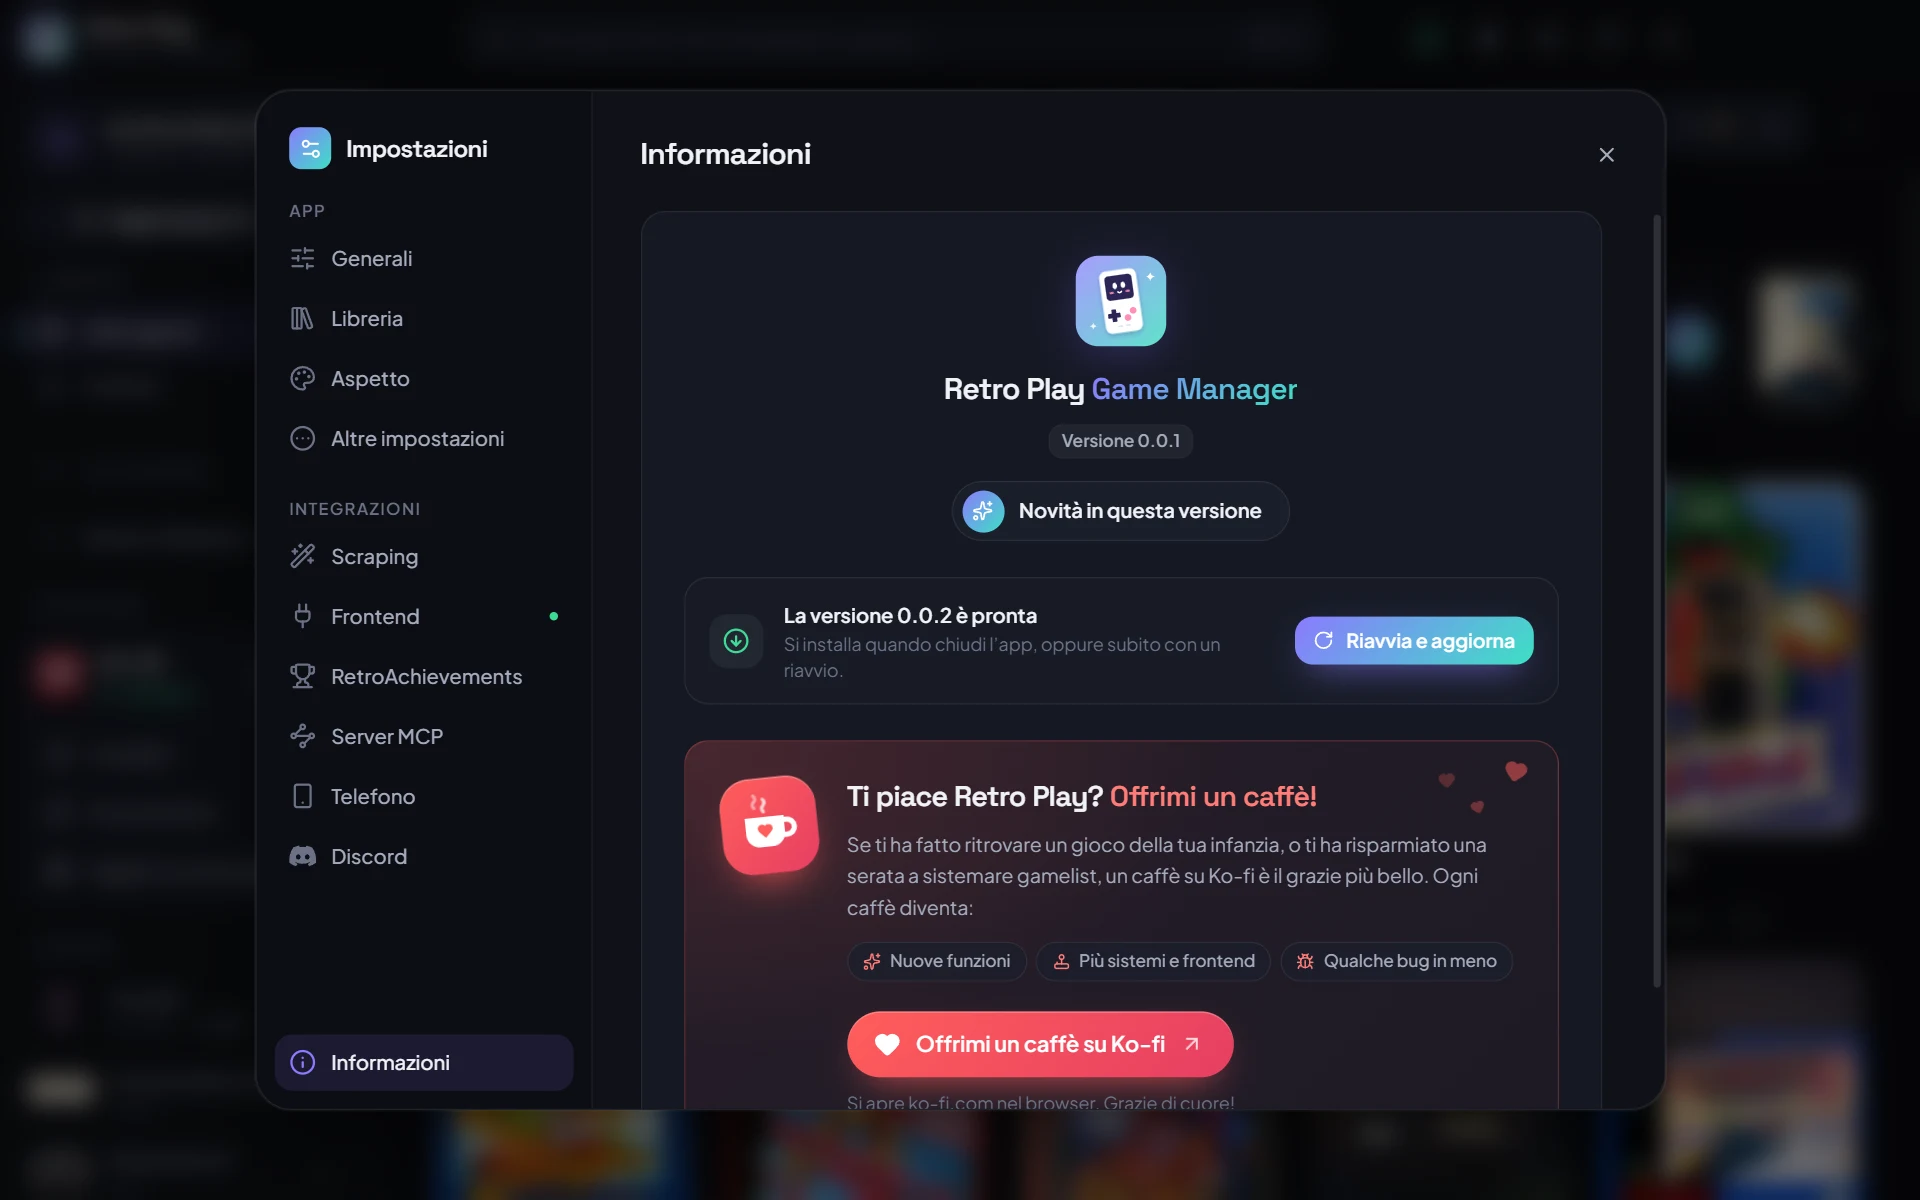 Impostazioni
APP
Generali
Libreria
Aspetto
Altre impostazioni
INTEGRAZIONI
Scraping
Frontend
RetroAchievements
Server MCP
Telefono
Discord
Informazioni
Informazioni
Retro Play Game Manager
Versione 0.0.1
Novità in questa versione
La versione 0.0.2 è pronta
Si installa quando chiudi l’app, oppure subito con un
riavvio.
Riavvia e aggiorna
Ti piace Retro Play? Offrimi un caffè!
Se ti ha fatto ritrovare un gioco della tua infanzia, o ti ha risparmiato una
serata a sistemare gamelist, un caffè su Ko-fi è il grazie più bello. Ogni
caffè diventa:
Nuove funzioni
Più sistemi e frontend
Qualche bug in meno
Offrimi un caffè su Ko-fi
Si apre ko-fi.com nel browser. Grazie di cuore!